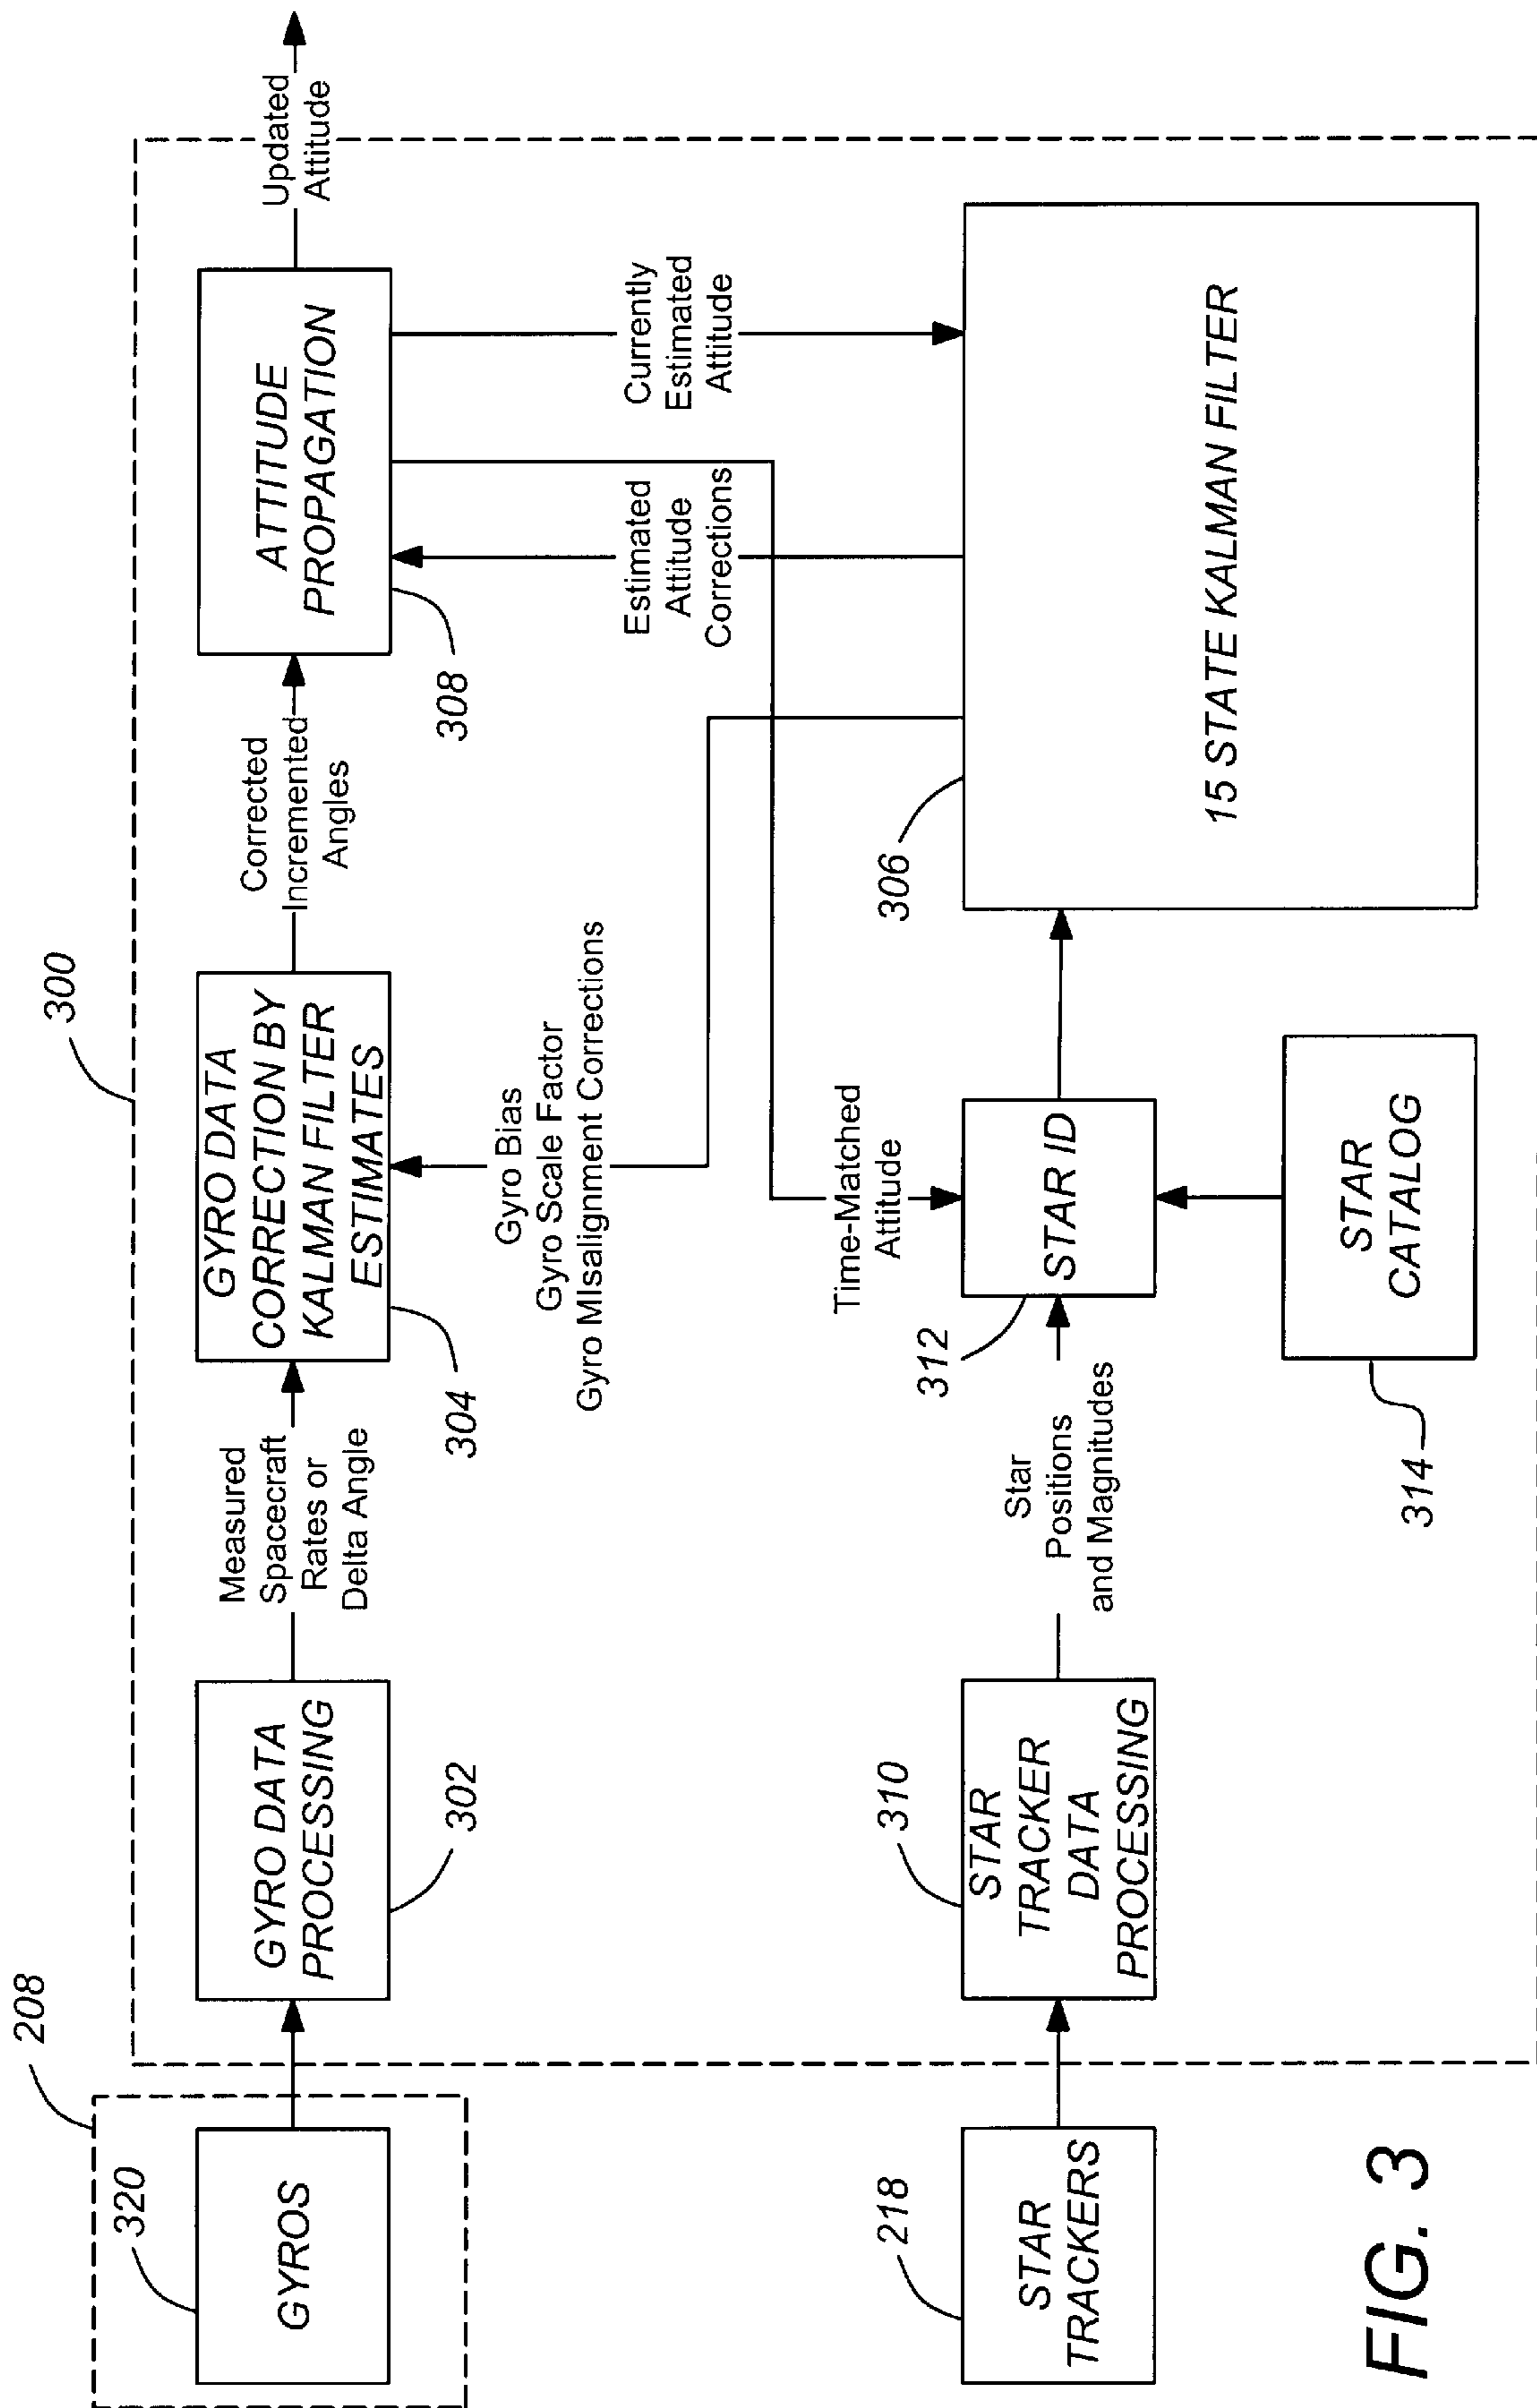 300
208
320
GYROS
GYRO DATA
PROCESSING
302
Measured
Spacecraft
Rates or
Delta Angle
GYRO DATA
CORRECTION BY
KALMAN FILTER
ESTIMATES
304
Corrected
Incremented
Angles
ATTITUDE
PROPAGATION
308
Updated
Attitude
Gyro Bias
Gyro Scale Factor
Gyro MIsalignment Corrections
Estimated
Attitude
Corrections
Currently
Estimated
Attitude
Time-Matched
Attitude
218
STAR
TRACKERS
310
STAR
TRACKER
DATA
PROCESSING
Star
Positions
and Magnitudes
312
STAR ID
306
15 STATE KALMAN FILTER
STAR
CATALOG
314
FIG. 3